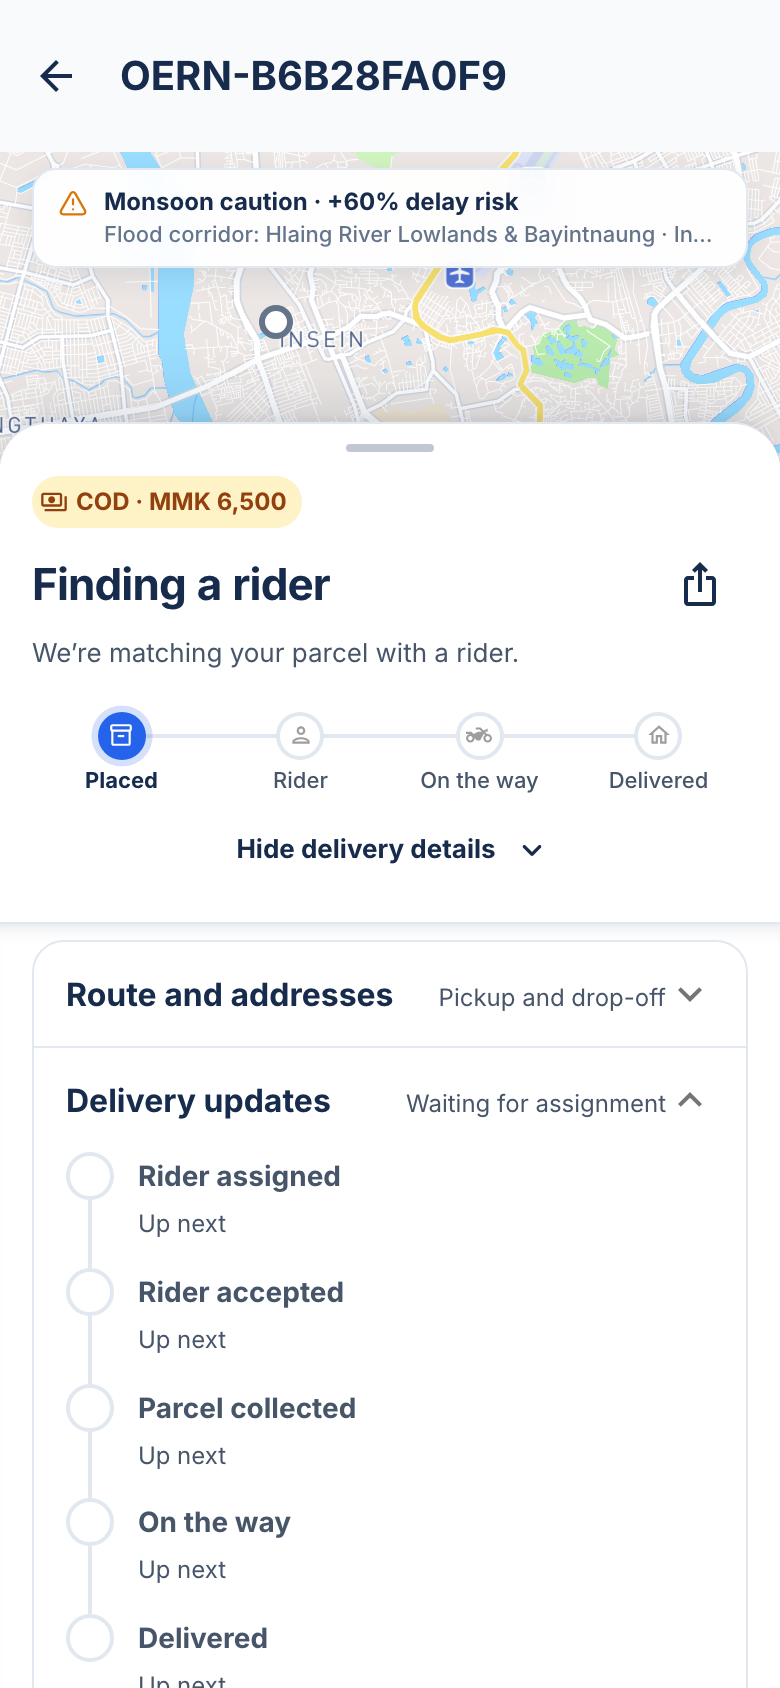 OERN-B6B28FA0F9
Monsoon caution · +60% delay risk
Flood corridor: Hlaing River Lowlands & Bayintnaung · In...
INSEIN
COD · MMK 6,500
Finding a rider
We’re matching your parcel with a rider.
Placed
Rider
On the way
Delivered
Hide delivery details
Route and addresses
Pickup and drop-off
Delivery updates
Waiting for assignment
Rider assigned
Up next
Rider accepted
Up next
Parcel collected
Up next
On the way
Up next
Delivered
Up next